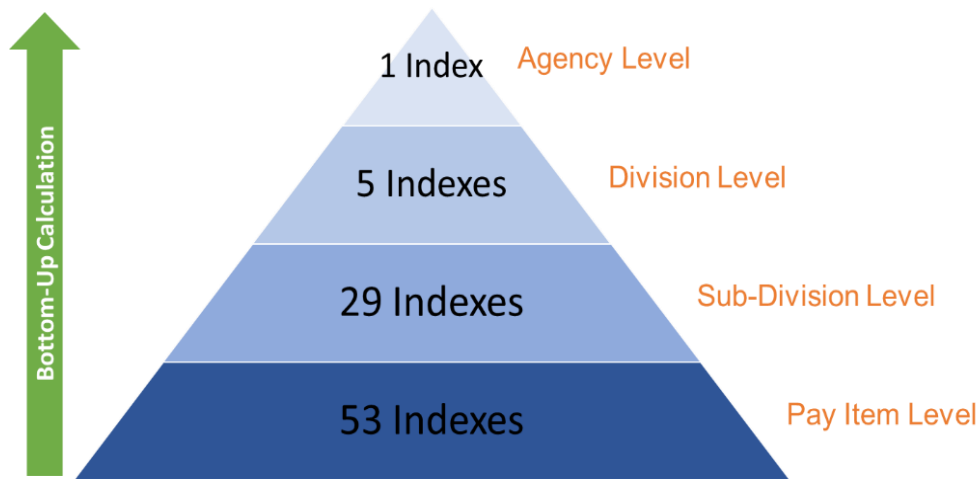 1 Index
Agency Level
5 Indexes
Division Level
29 Indexes
Sub-Division Level
53 Indexes
Pay Item Level
Bottom-Up Calculation